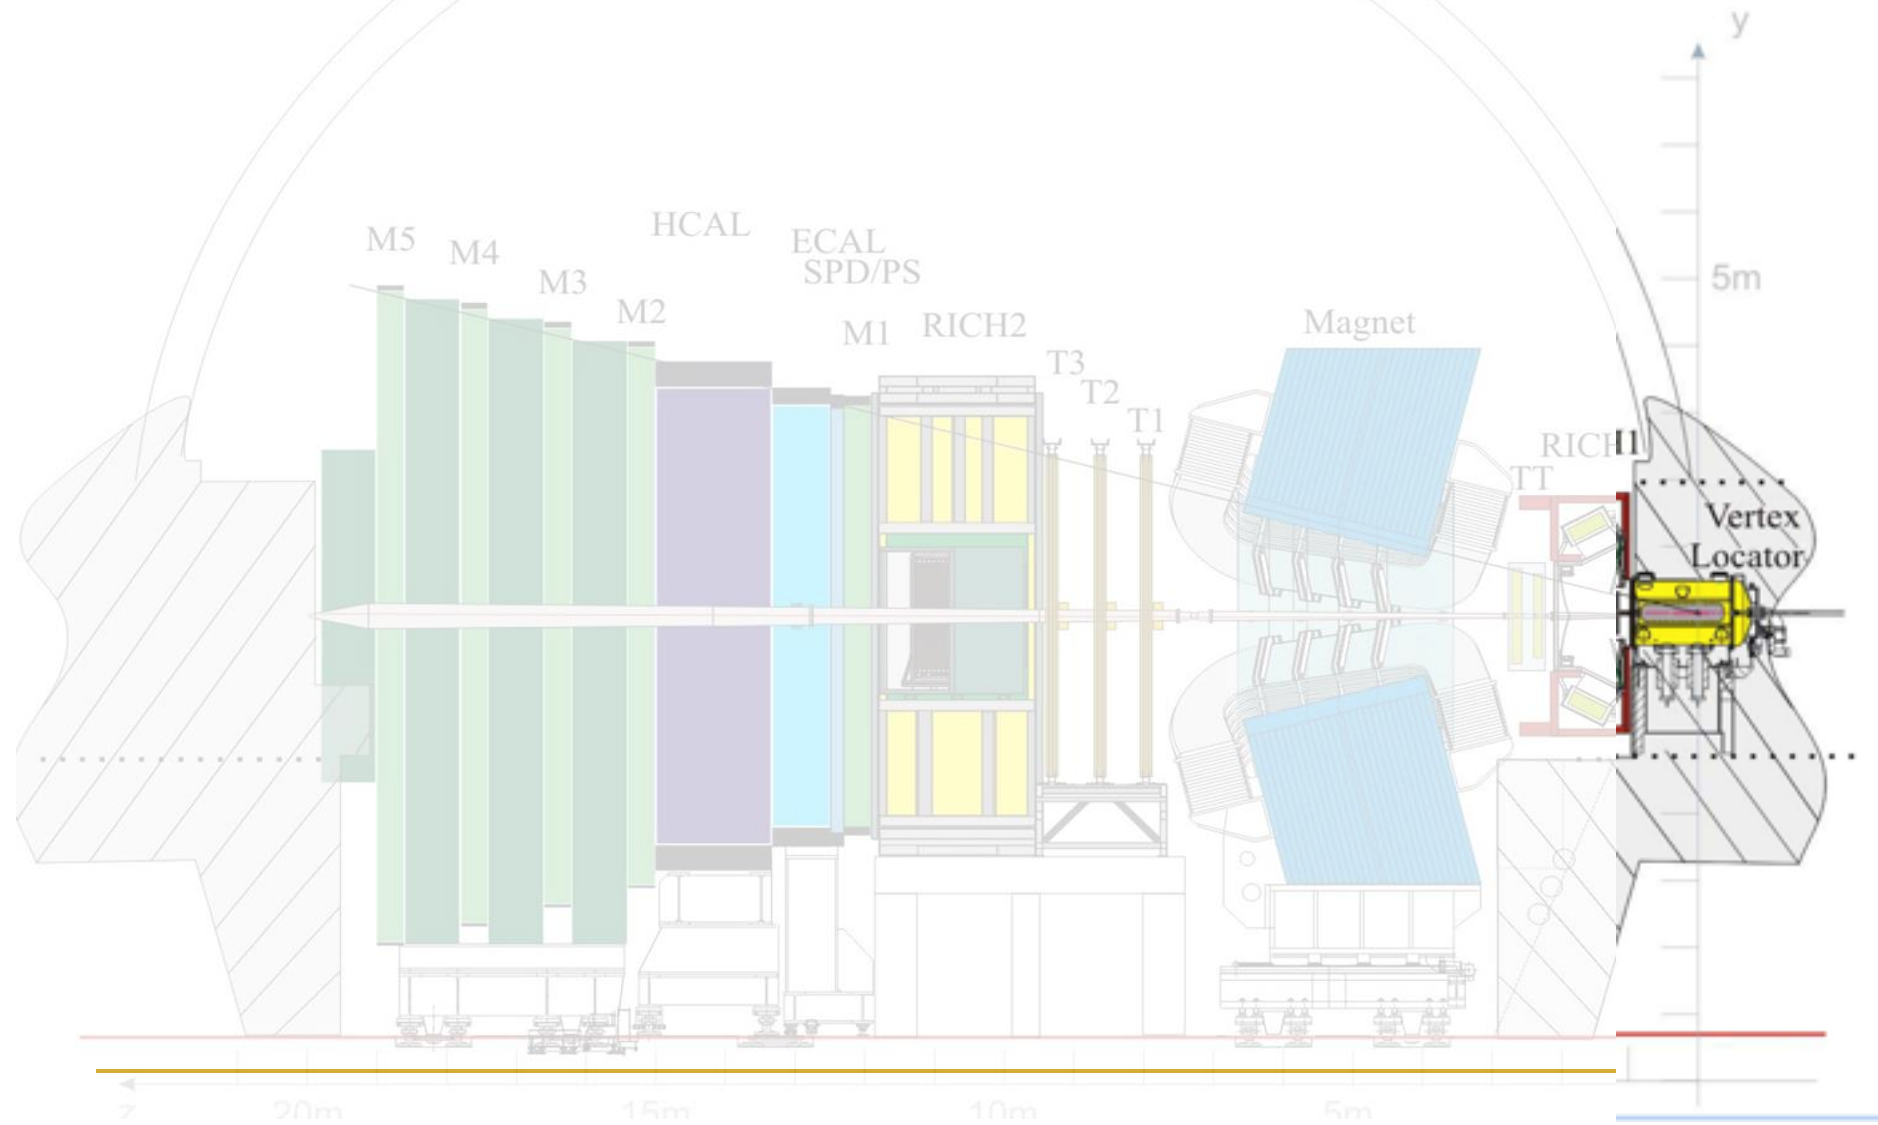 y
5m
HCAL
M5
M4
ECAL
SPD/PS
M3
M2
M1
RICH2
Magnet
T3
T2
T1
RICH1
TT
Vertex
Locator
z
20m
15m
10m
5m